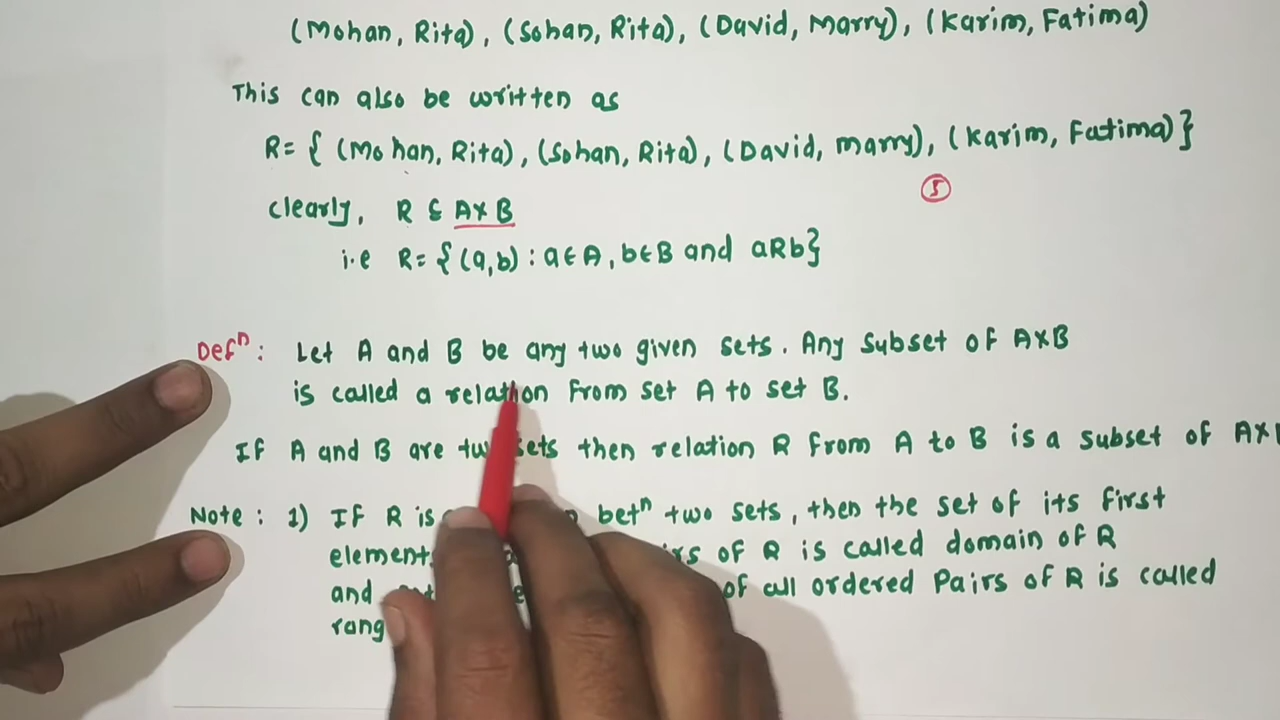 (Mohan, Rita), (Sohan, Rita), (David, Marry), (Karim, Fatima)
This can also be written as
R= { (Mohan, Rita), (Sohan, Rita), (David, marry), (Karim, Fatima)}
5
clearly, R ⊆ A×B
i.e R= {(a,b) : a∈A, b∈B and aRb}
Defⁿ: Let A and B be any two given sets. Any Subset of A×B
is called a relation From set A to set B.
If A and B are two sets then relation R From A to B is a subset of A×
Note: 1) If R is betⁿ two sets, then the set of its first
of R is called domain of R
and of all ordered Pairs of R is called